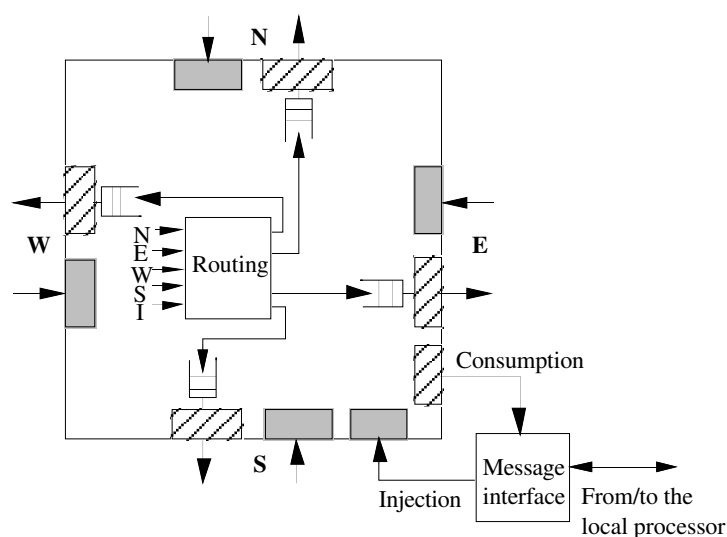 N
W
E
N
E
W
S
I
Routing
Consumption
S
Injection
Message
interface
From/to the
local processor